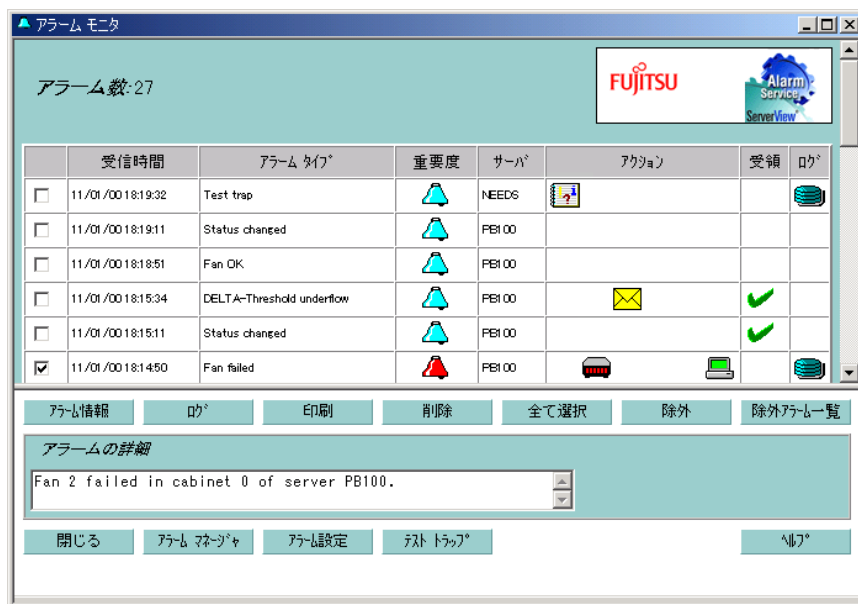 アラーム モニタ
アラーム数:27
FUJITSU
Alarm Service
ServerView
受信時間 ｱﾗｰﾑ ﾀｲﾌﾟ 重要度 ｻｰﾊﾞ ｱｸｼｮﾝ 受領 ﾛｸﾞ
11/01/00 18:19:32 Test trap NEEDS
11/01/00 18:19:11 Status changed PB100
11/01/00 18:18:51 Fan OK PB100
11/01/00 18:15:34 DELTA-Threshold underflow PB100
11/01/00 18:15:11 Status changed PB100
11/01/00 18:14:50 Fan failed PB100
ｱﾗｰﾑ情報 ﾛｸﾞ 印刷 削除 全て選択 除外 除外ｱﾗｰﾑ一覧
アラームの詳細
Fan 2 failed in cabinet 0 of server PB100.
閉じる ｱﾗｰﾑ ﾏﾈｰｼﾞｬ ｱﾗｰﾑ設定 ﾃｽﾄ ﾄﾗｯﾌﾟ ﾍﾙﾌﾟ